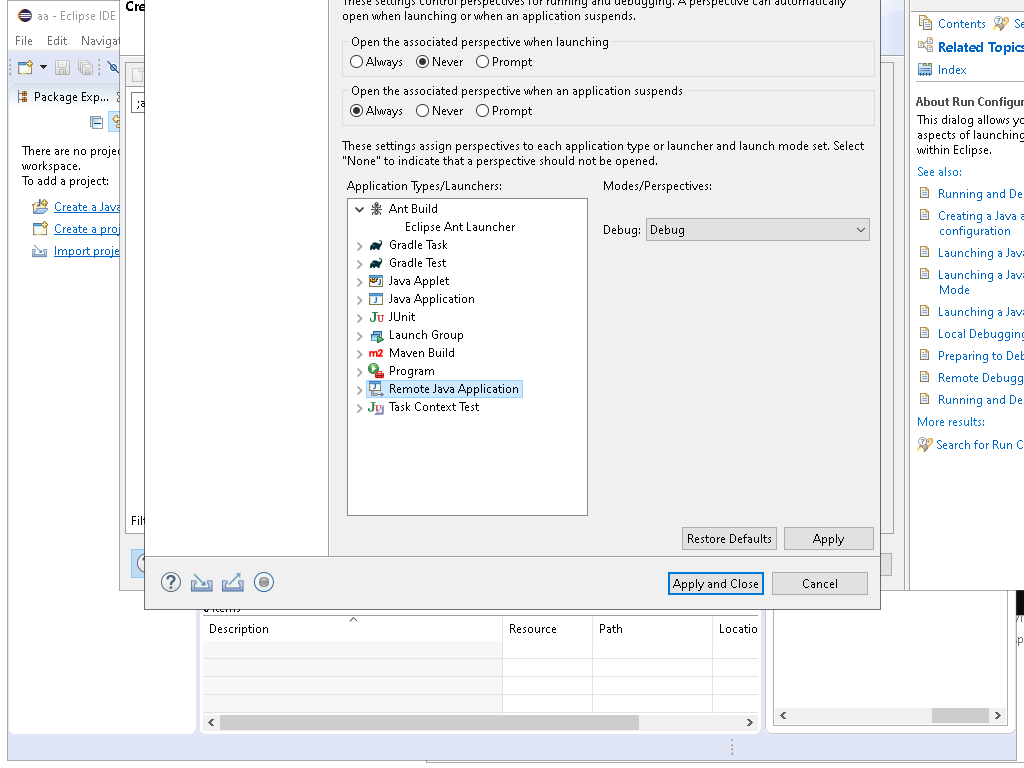 aa - Eclipse IDE
Cre
File Edit Navigat
Package Exp...
There are no proje
workspace.
To add a project:
Create a Java
Create a proj
Import proje
;a
Filt
These settings control perspectives for running and debugging. A perspective can automatically
open when launching or when an application suspends.
Open the associated perspective when launching
Always Never Prompt
Open the associated perspective when an application suspends
Always Never Prompt
These settings assign perspectives to each application type or launcher and launch mode set. Select
"None" to indicate that a perspective should not be opened.
Application Types/Launchers:
Modes/Perspectives:
Ant Build
Eclipse Ant Launcher
Gradle Task
Gradle Test
Java Applet
Java Application
JUnit
Launch Group
Maven Build
Program
Remote Java Application
Task Context Test
Debug: Debug
Restore Defaults Apply
Apply and Close Cancel
Contents Se
Related Topics
Index
About Run Configur
This dialog allows yo
aspects of launching
within Eclipse.
See also:
Running and De
Creating a Java a
configuration
Launching a Java
Launching a Java
Mode
Launching a Java
Local Debugging
Preparing to Deb
Remote Debugg
Running and De
More results:
Search for Run C
items
Description Resource Path Locatio